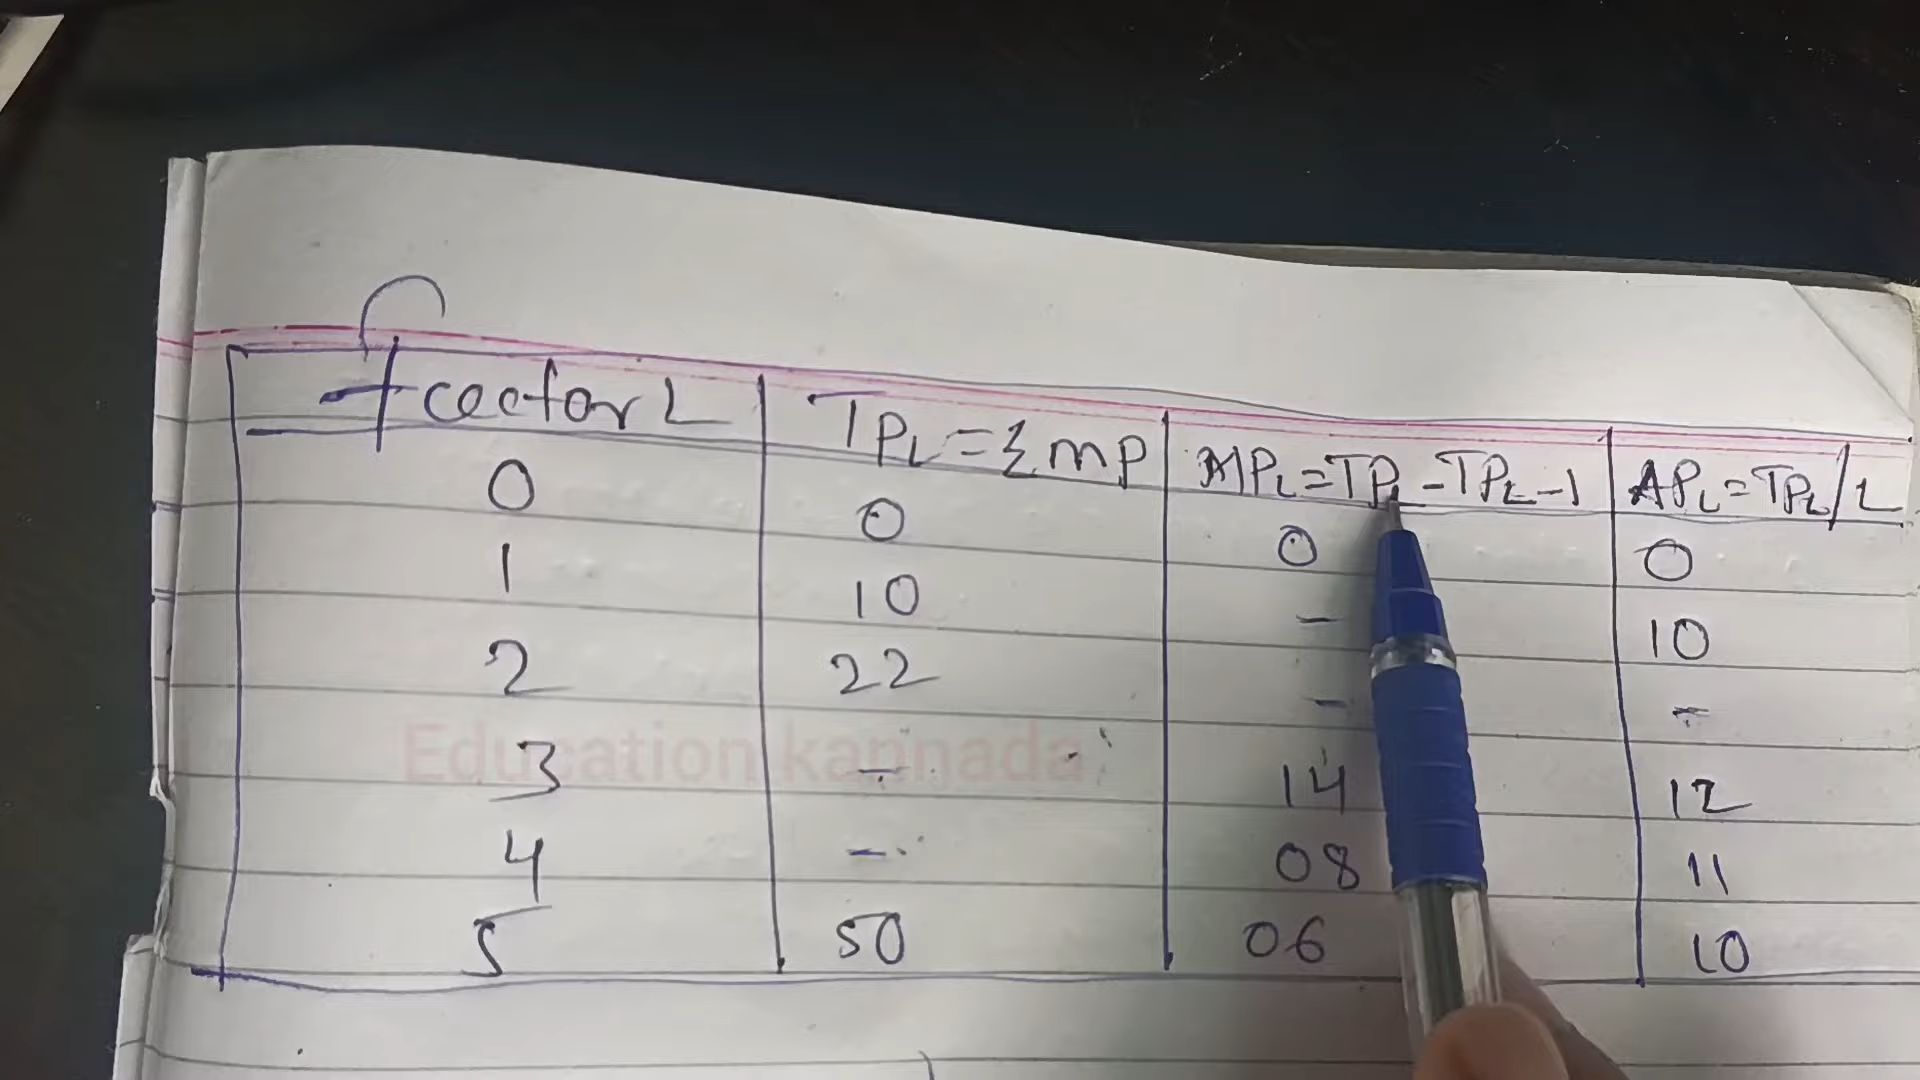 fcector L TPL = Σmp MPL = TPL - TPL-1 APL = TPL/L
0 0 0 0
1 10 - 10
2 22 - -
3 - 14 12
4 - 08 11
5 50 06 10
Education kannada